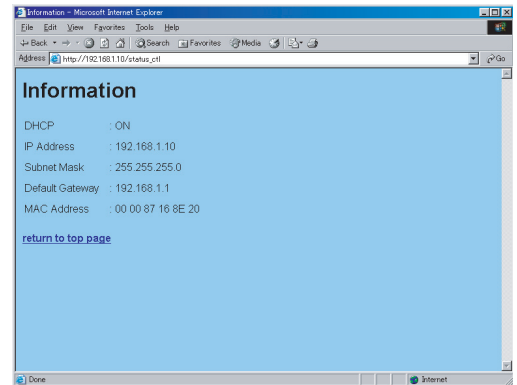 Information - Microsoft Internet Explorer
File Edit View Favorites Tools Help
Back Search Favorites Media
Address http://192.168.1.10/status_ctl Go
Information
DHCP : ON
IP Address : 192.168.1.10
Subnet Mask : 255.255.255.0
Default Gateway : 192.168.1.1
MAC Address : 00 00 87 16 8E 20
return to top page
Done Internet